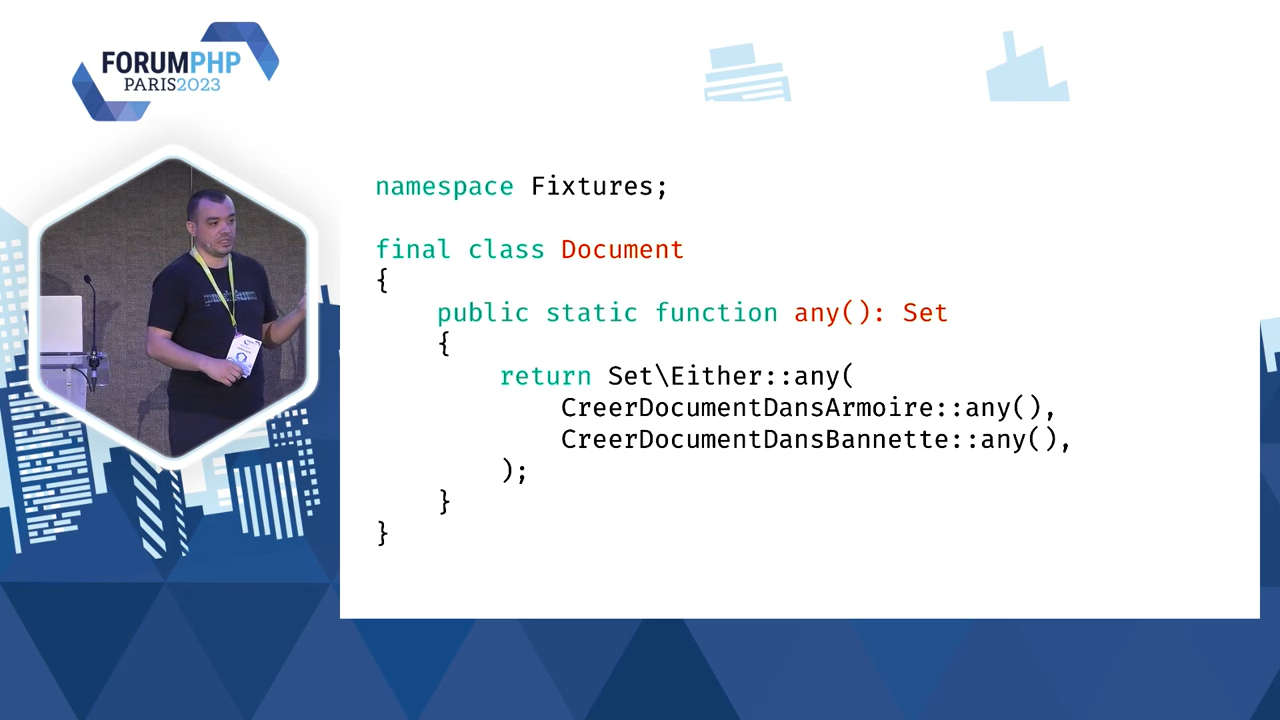 FORUMPHP
PARIS2023
namespace Fixtures;
final class Document
{
public static function any(): Set
{
return Set\Either::any(
CreerDocumentDansArmoire::any(),
CreerDocumentDansBannette::any(),
);
}
}